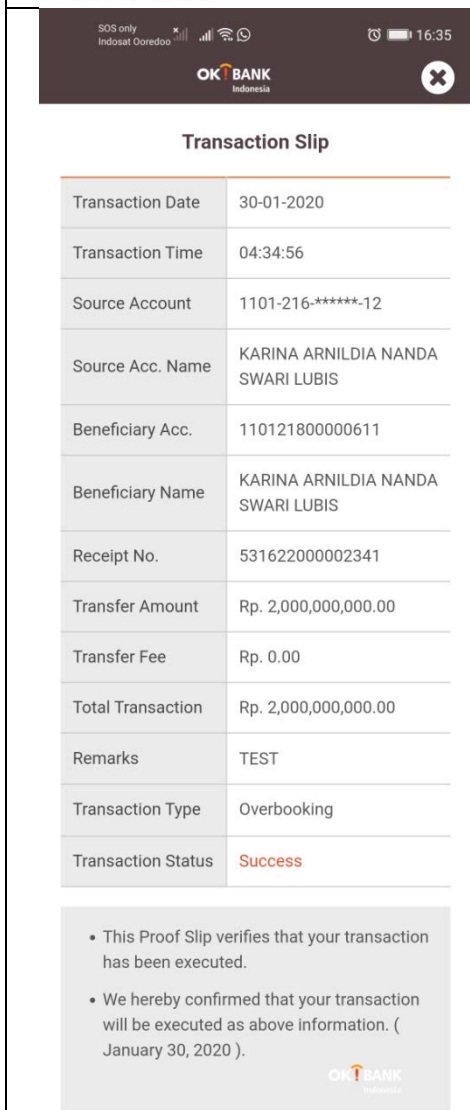 SOS only
Indosat Ooredoo
16:35
OK! BANK
Indonesia
Transaction Slip
Transaction Date 30-01-2020
Transaction Time 04:34:56
Source Account 1101-216-******-12
Source Acc. Name KARINA ARNILDIA NANDA
SWARI LUBIS
Beneficiary Acc. 110121800000611
Beneficiary Name KARINA ARNILDIA NANDA
SWARI LUBIS
Receipt No. 531622000002341
Transfer Amount Rp. 2,000,000,000.00
Transfer Fee Rp. 0.00
Total Transaction Rp. 2,000,000,000.00
Remarks TEST
Transaction Type Overbooking
Transaction Status Success
• This Proof Slip verifies that your transaction
has been executed.
• We hereby confirmed that your transaction
will be executed as above information. (
January 30, 2020 ).
OK! BANK
Indonesia